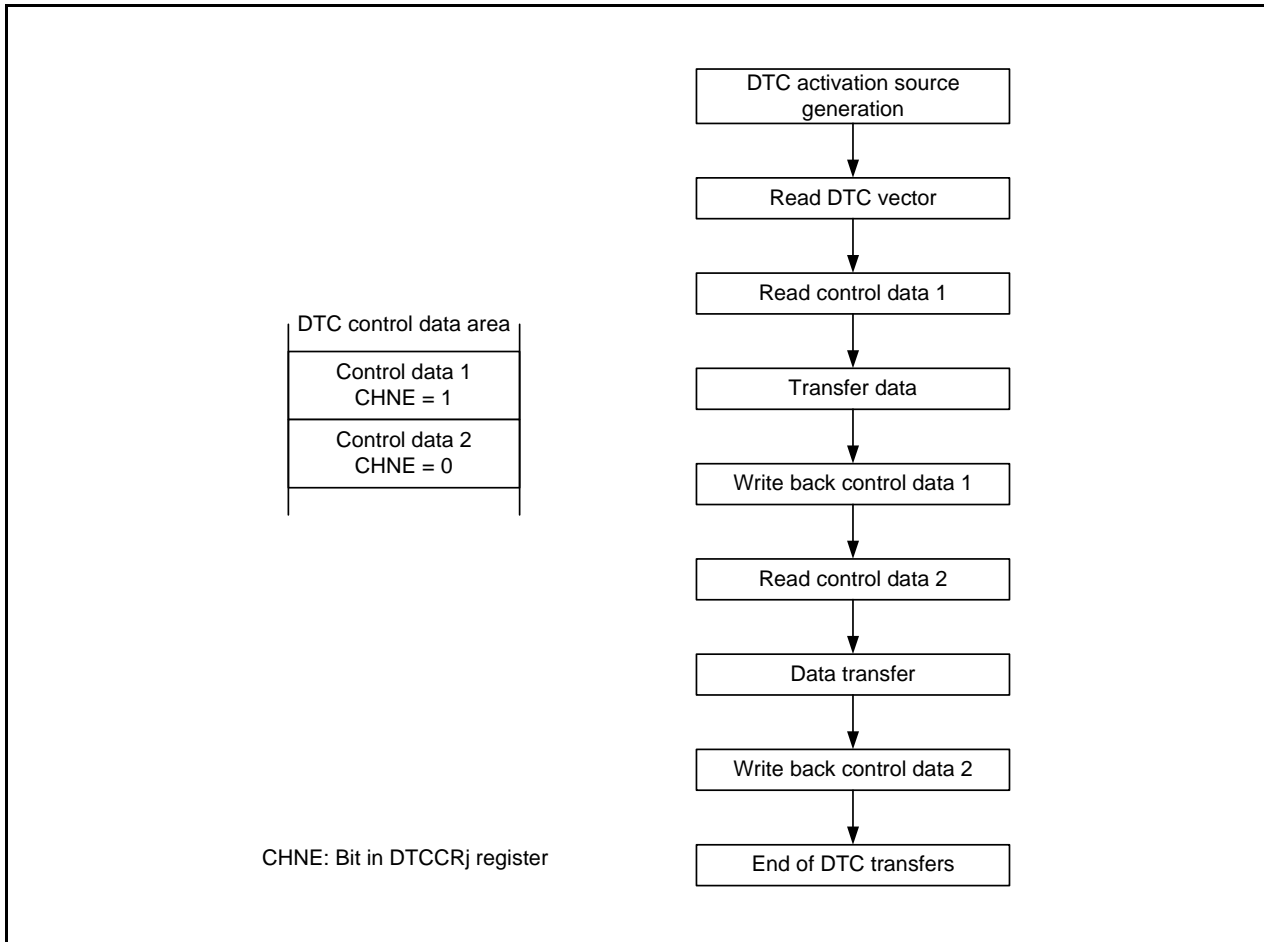 DTC activation source
generation
Read DTC vector
Read control data 1
Transfer data
Write back control data 1
Read control data 2
Data transfer
Write back control data 2
End of DTC transfers
DTC control data area
Control data 1
CHNE = 1
Control data 2
CHNE = 0
CHNE: Bit in DTCCRj register